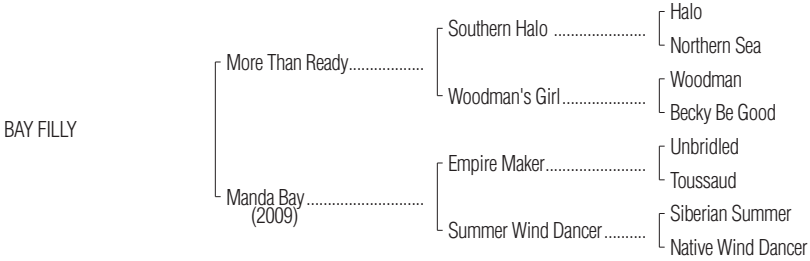 Halo
Southern Halo ......................
Northern Sea
More Than Ready..................
Woodman
Woodman's Girl....................
Becky Be Good
BAY FILLY
Unbridled
Empire Maker........................
Toussaud
Manda Bay............................
(2009)
Siberian Summer
Summer Wind Dancer..........
Native Wind Dancer